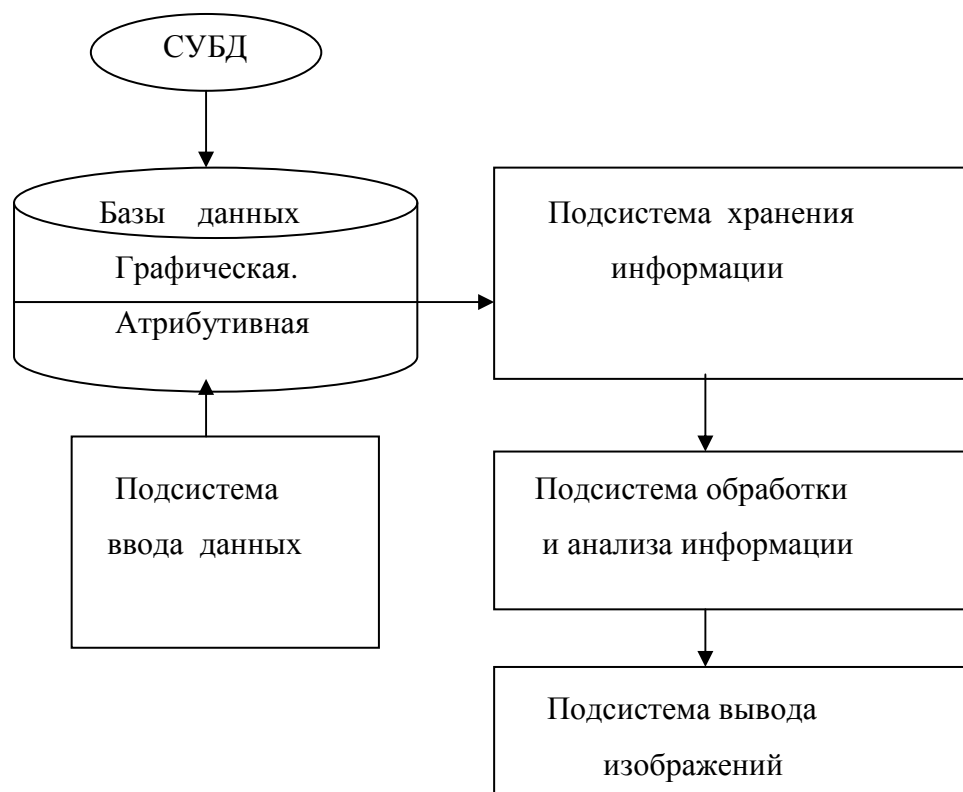 СУБД
Базы данных
Графическая.
Атрибутивная
Подсистема
ввода данных
Подсистема хранения
информации
Подсистема обработки
и анализа информации
Подсистема вывода
изображений